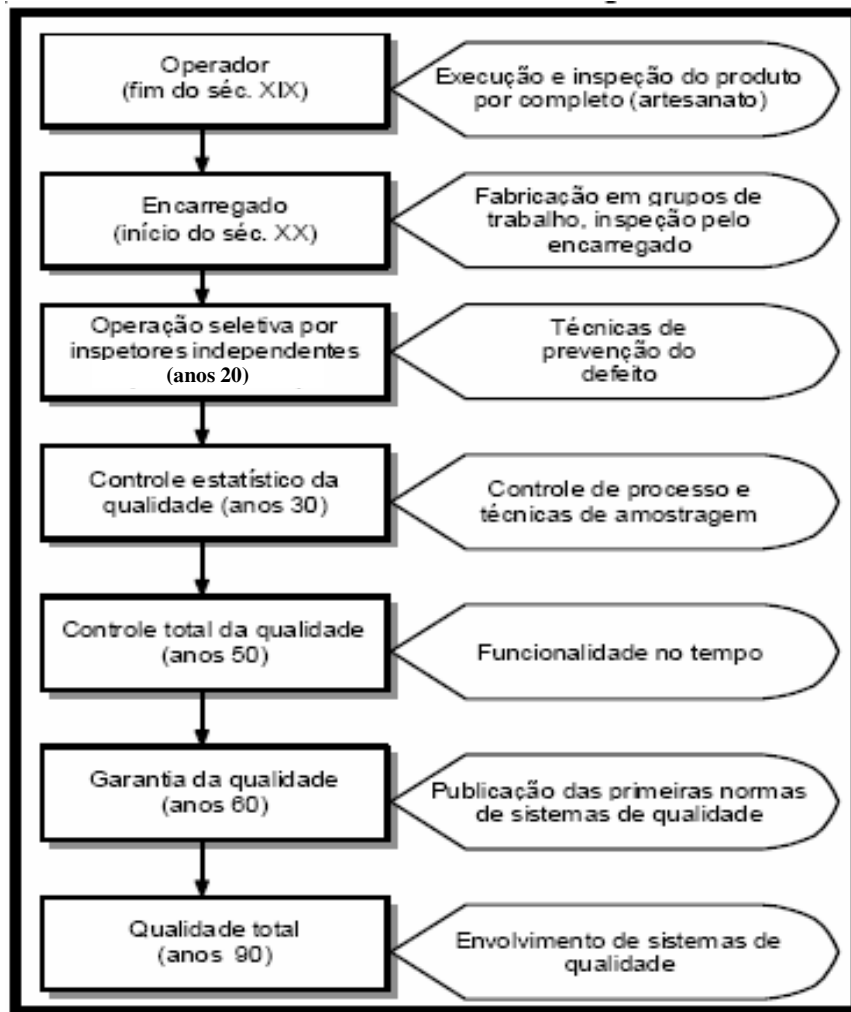 Operador
(fim do séc. XIX)
Execução e inspeção do produto
por completo (artesanato)
Encarregado
(início do séc. XX)
Fabricação em grupos de
trabalho, inspeção pelo
encarregado
Operação seletiva por
inspetores independentes
(anos 20)
Técnicas de
prevenção do
defeito
Controle estatístico da
qualidade (anos 30)
Controle de processo e
técnicas de amostragem
Controle total da qualidade
(anos 50)
Funcionalidade no tempo
Garantia da qualidade
(anos 60)
Publicação das primeiras normas
de sistemas de qualidade
Qualidade total
(anos 90)
Envolvimento de sistemas de
qualidade